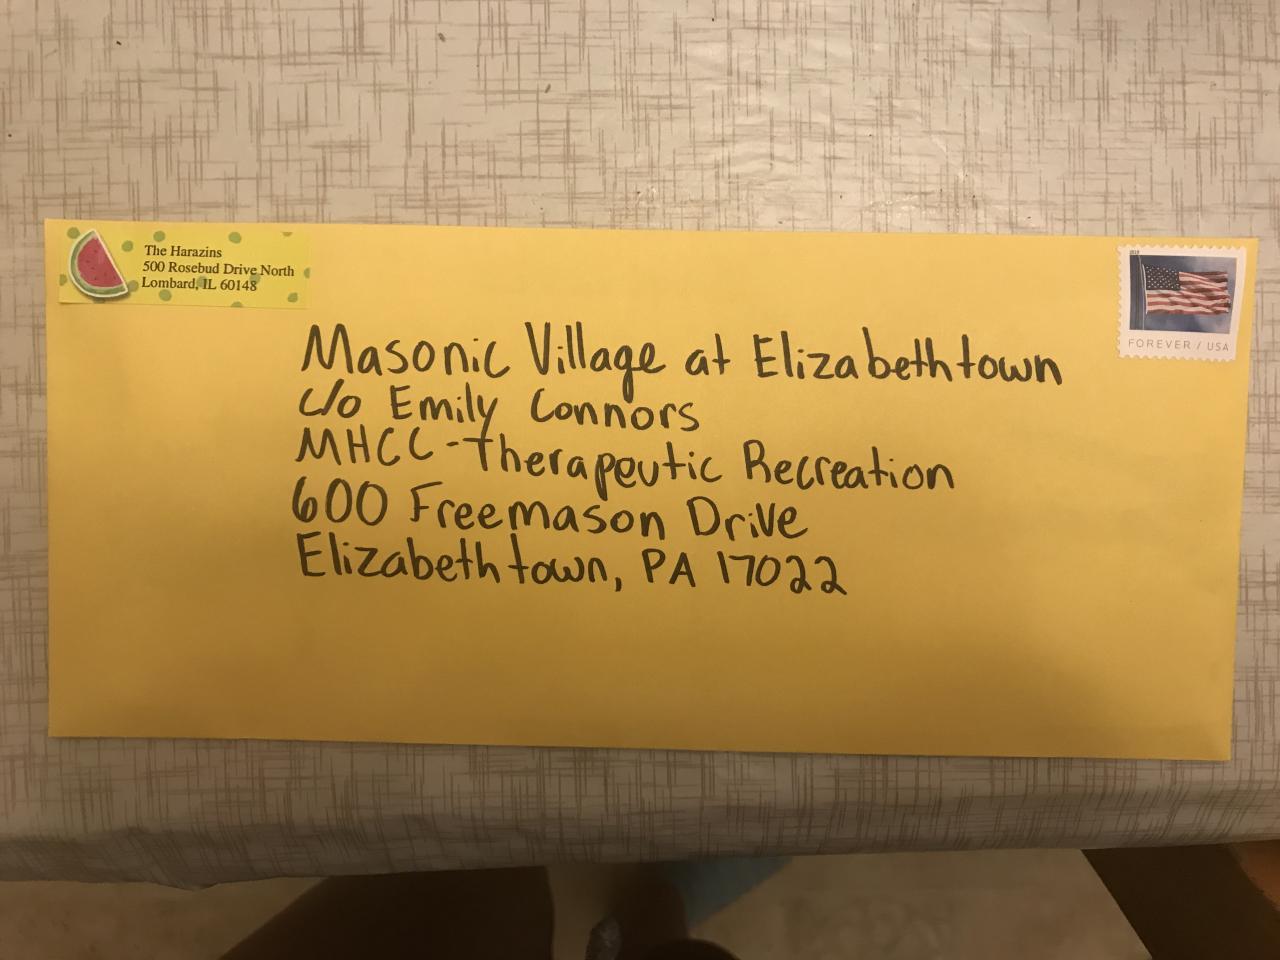 The Harazins
500 Rosebud Drive North
Lombard, IL 60148
FOREVER / USA
Masonic Village at Elizabethtown
c/o Emily Connors
MHCC-Therapeutic Recreation
600 Freemason Drive
Elizabethtown, PA 17022